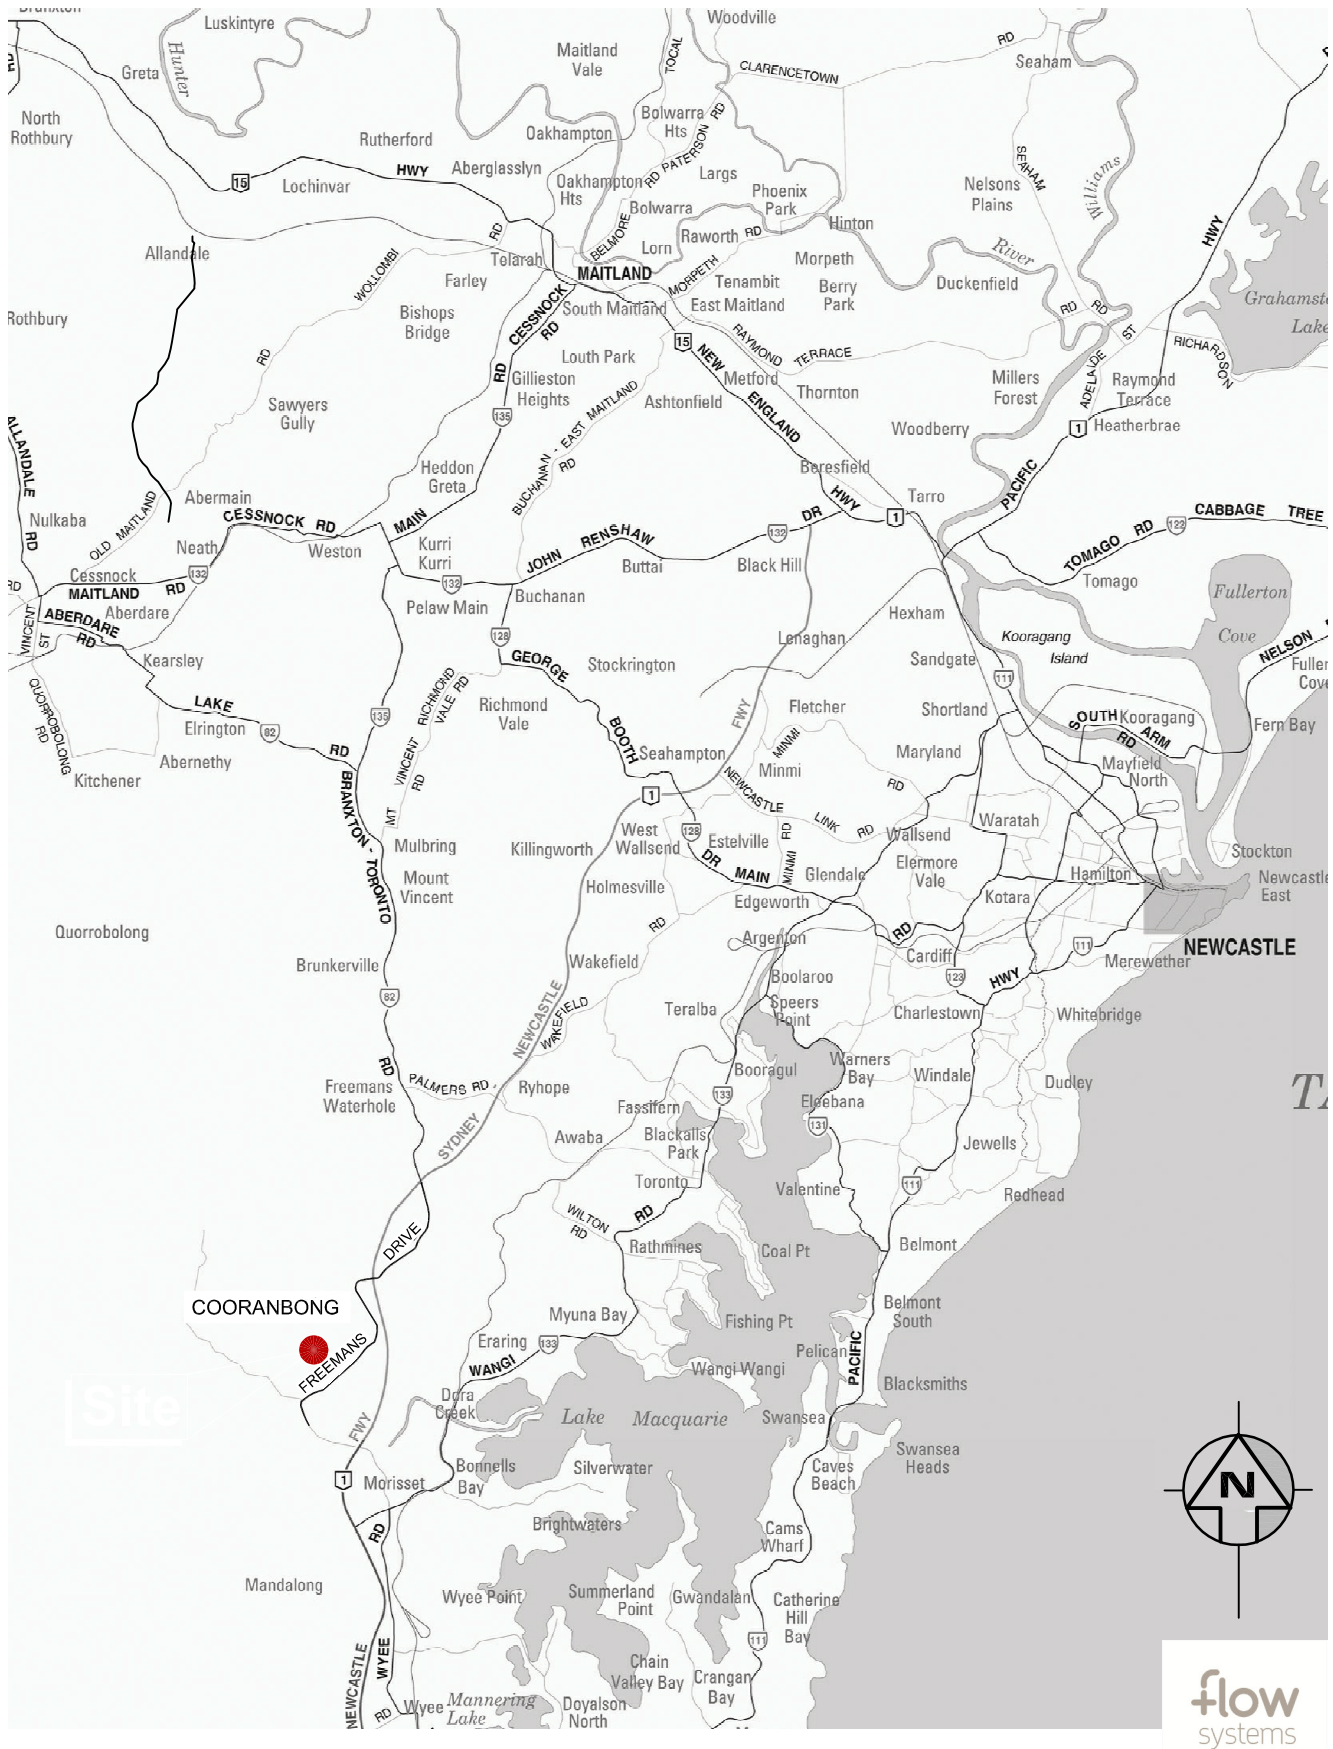 Luskintyre
Woodville
Hunter
Greta
Maitland
Vale
TOCAL
RD
Seaham
CLARENCETOWN
RD
North
Rothbury
Rutherford
Oakhampton
Bolwarra
Hts
RD
PATERSON
RD
HWY
Aberglasslyn
15
Lochinvar
Oakhampton
Hts
Largs
Phoenix
Park
SEAHAM
Nelsons
Plains
Williams
Bolwarra
BELMORE
Raworth
RD
Hinton
HWY
RD
Lorn
River
Allandale
WOLLOMBI
Telarah
MAITLAND
MORPETH
Morpeth
Farley
Tenambit
Berry
Park
Duckenfield
Lake
Rothbury
Bishops
Bridge
CESSNOCK
RD
South Maitland
East Maitland
RD
RD
ST
RICHARDSON
15
RAYMOND
TERRACE
RD
Louth Park
NEW
ENGLAND
HWY
Metford
Thornton
RD
Gillieston
Heights
Ashtonfield
Millers
Forest
ADELAIDE
Raymond
Terrace
Sawyers
Gully
135
BUCHANAN - EAST MAITLAND
RD
Woodberry
1
Heatherbrae
ALLANDALE
RD
Heddon
Greta
Beresfield
PACIFIC
Abermain
Tarro
Nulkaba
OLD MAITLAND
CESSNOCK RD
MAIN
DR
1
TOMAGO RD
122
CABBAGE TREE
Neath
Weston
Kurri
Kurri
JOHN RENSHAW
132
Buttai
Black Hill
RD
Cessnock
132
132
Tomago
Fullerton
Cove
MAITLAND RD
Buchanan
Pelaw Main
Aberdare
ABERDARE
RD
VINCENT
ST
Hexham
128
Lenaghan
Kooragang
Island
NELSON
Kearsley
GEORGE
BOOTH
DR
Stockrington
Sandgate
111
QUORROBOLONG
RD
LAKE
RD
135
VINCENT
RICHMOND
VALE RD
Richmond
Vale
FWY
Fletcher
Shortland
SOUTH
ARM
RD
Kooragang
Fern Bay
Elrington
82
Seahampton
MINMI
RD
Maryland
Mayfield
North
Abernethy
Kitchener
MT
RD
Minmi
NEWCASTLE
LINK
RD
1
BRANXTON - TORONTO
RD
West
Wallsend
128
Estelville
RD
MINMI
Wallsend
Waratah
Mulbring
Killingworth
Stockton
Mount
Vincent
Holmesville
MAIN
Glendale
Elermore
Vale
Hamilton
Newcastle
East
Edgeworth
Kotara
Quorrobolong
RD
Argenton
RD
NEWCASTLE
Brunkerville
Wakefield
Cardiff
111
Merewether
82
Boolaroo
123
HWY
Teralba
Speers
Point
Charlestown
Whitebridge
NEWCASTLE
WAKEFIELD
Warners
Bay
Windale
Dudley
Booragul
Freemans
Waterhole
PALMERS RD
Ryhope
133
Eleebana
Fassifern
131
SYDNEY
Awaba
Blackalls
Park
Jewells
Toronto
Valentine
111
Redhead
WILTON
RD
RD
Rathmines
Coal Pt
Belmont
DRIVE
COORANBONG
Myuna Bay
Fishing Pt
Belmont
South
FREEMANS
Eraring
133
WANGI
Wangi Wangi
Pelican
PACIFIC
Blacksmiths
Site
Dora
Creek
Lake Macquarie
Swansea
FWY
Swansea
Heads
1
Morisset
Bonnells
Bay
Silverwater
Caves
Beach
N
RD
Brightwaters
Cams
Wharf
Mandalong
Wyee Point
Summerland
Point
Gwandalan
Catherine
Hill
Bay
111
NEWCASTLE
WYEE
RD
Chain
Valley Bay
Crangan
Bay
Wyee
Mannering
Lake
Doyalson
North
flow
systems